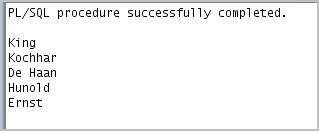 PL/SQL procedure successfully completed.
King
Kochhar
De Haan
Hunold
Ernst